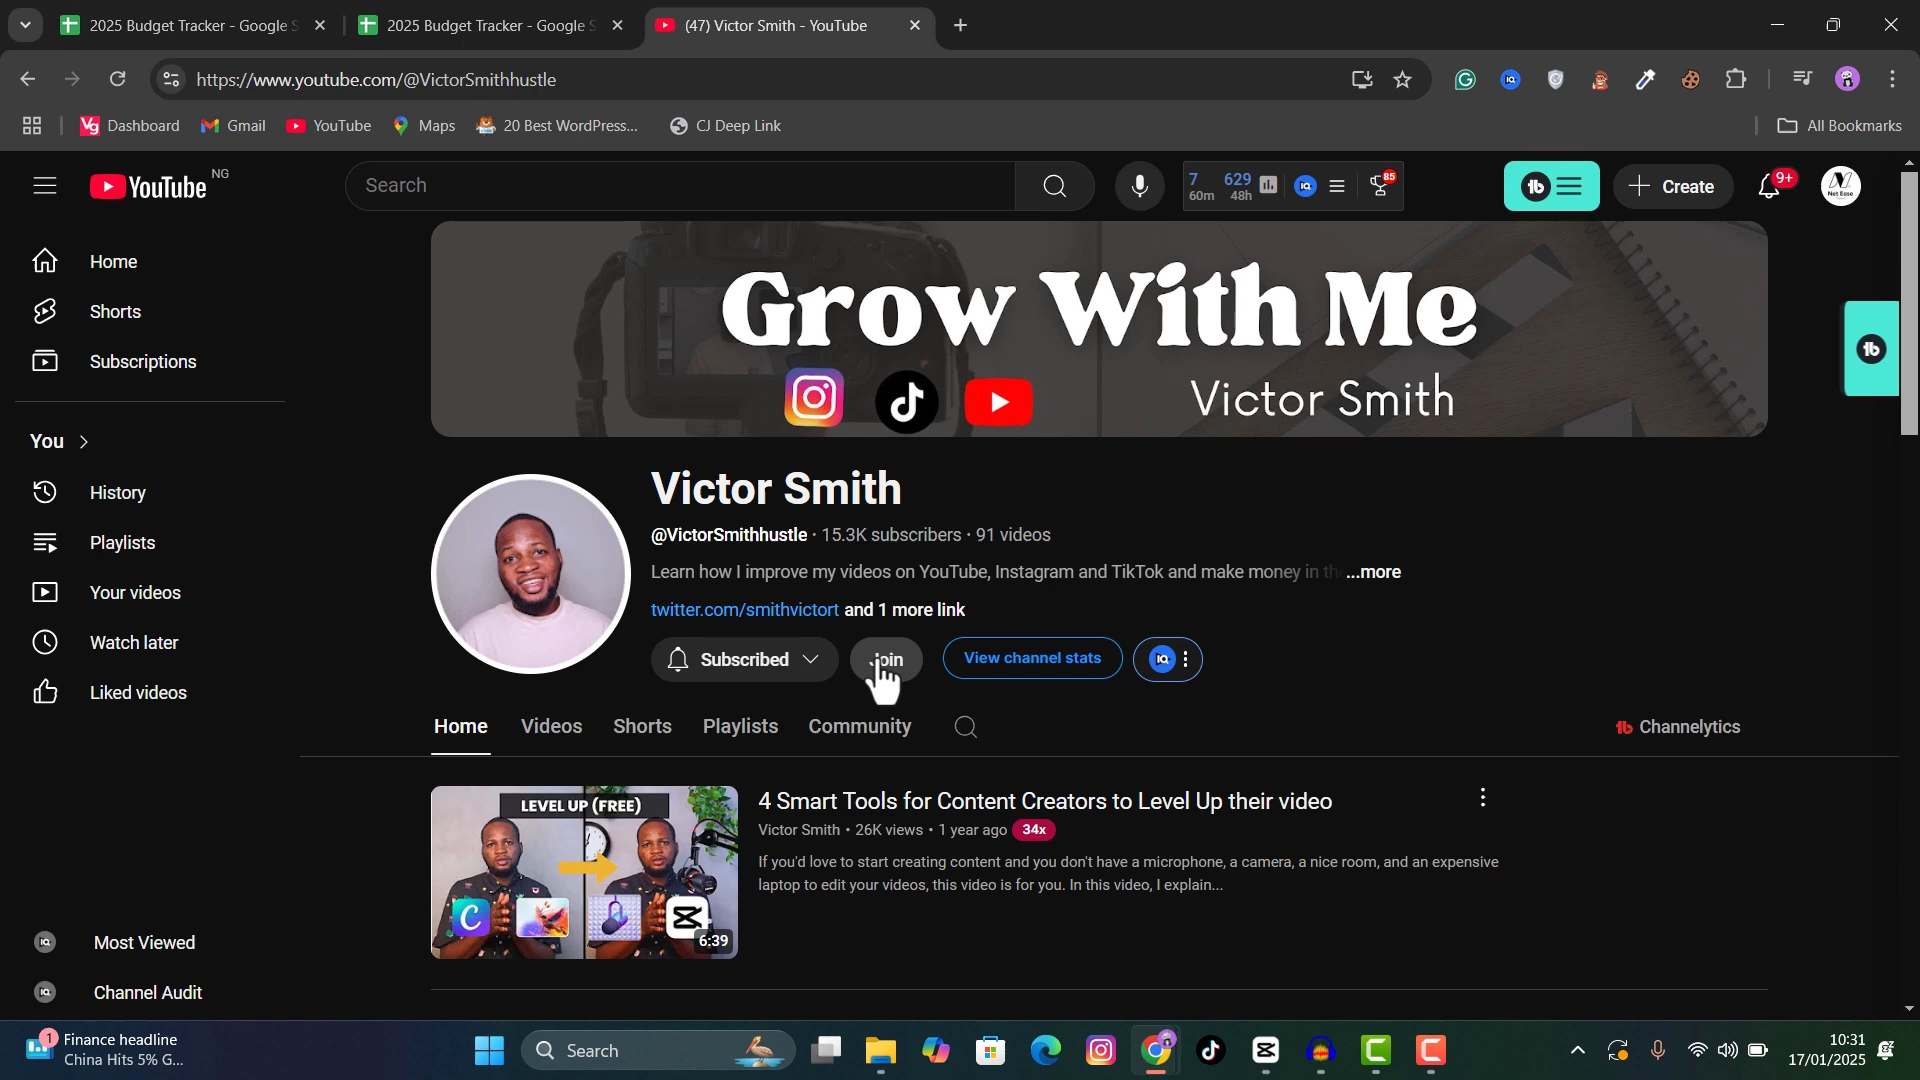 2025 Budget Tracker - Google S
2025 Budget Tracker - Google S
(47) Victor Smith - YouTube
https://www.youtube.com/@VictorSmithhustle
Vg Dashboard
Gmail
YouTube
Maps
20 Best WordPress...
CJ Deep Link
All Bookmarks
YouTube NG
Search
7 60m
629 48h
IQ
85
Create
9+
Net Ease
Home
Shorts
Subscriptions
You
History
Playlists
Your videos
Watch later
Liked videos
Most Viewed
Channel Audit
Grow With Me
Victor Smith
Victor Smith
@VictorSmithhustle · 15.3K subscribers · 91 videos
Learn how I improve my videos on YouTube, Instagram and TikTok and make money in th ...more
twitter.com/smithvictort and 1 more link
Subscribed
Join
View channel stats
IQ
Home
Videos
Shorts
Playlists
Community
Channelytics
LEVEL UP (FREE)
6:39
4 Smart Tools for Content Creators to Level Up their video
Victor Smith • 26K views • 1 year ago 34x
If you'd love to start creating content and you don't have a microphone, a camera, a nice room, and an expensive
laptop to edit your videos, this video is for you. In this video, I explain...
1
Finance headline
China Hits 5% G...
Search
10:31
17/01/2025